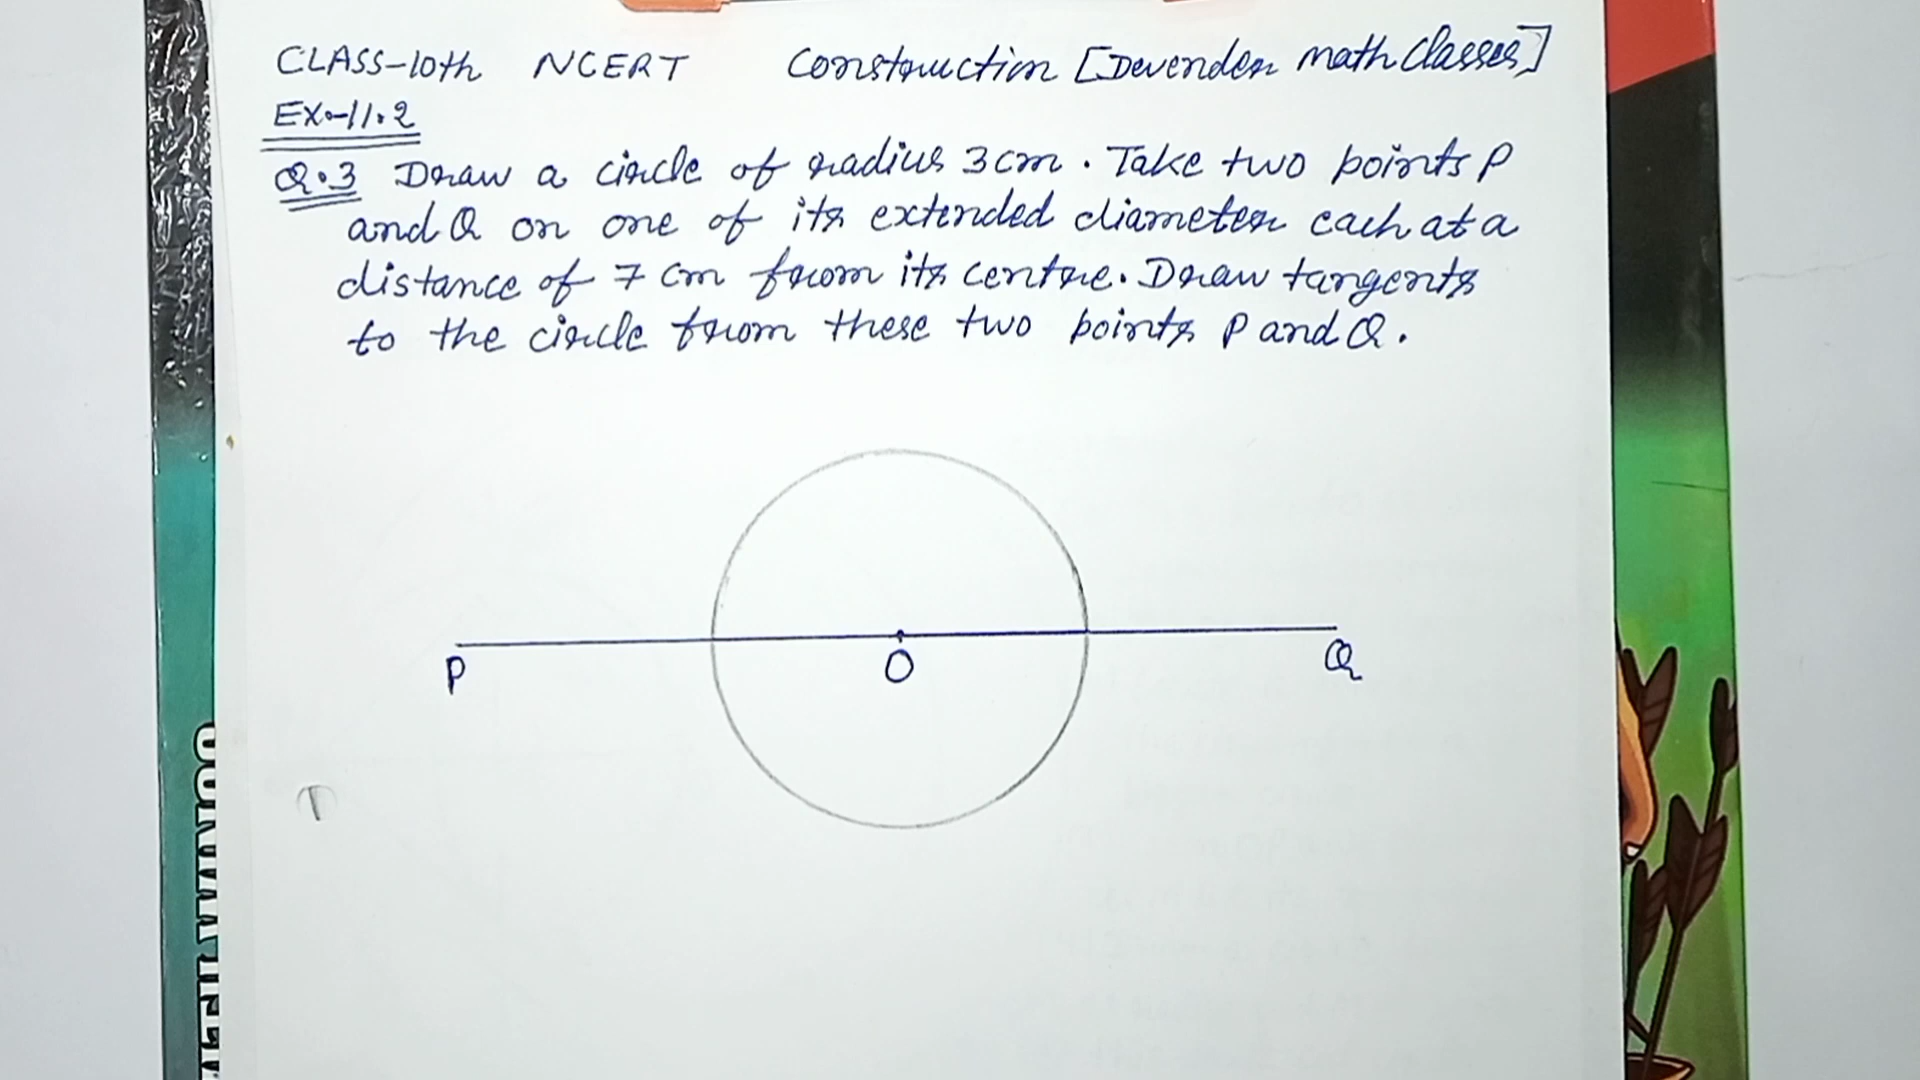 CLASS-10th NCERT Construction [Devender math Classes]
EX.-11.2
Q.3 Draw a circle of radius 3 cm. Take two points P
and Q on one of its extended diameter each at a
distance of 7 cm from its centre. Draw tangents
to the circle from these two points P and Q.
P O Q